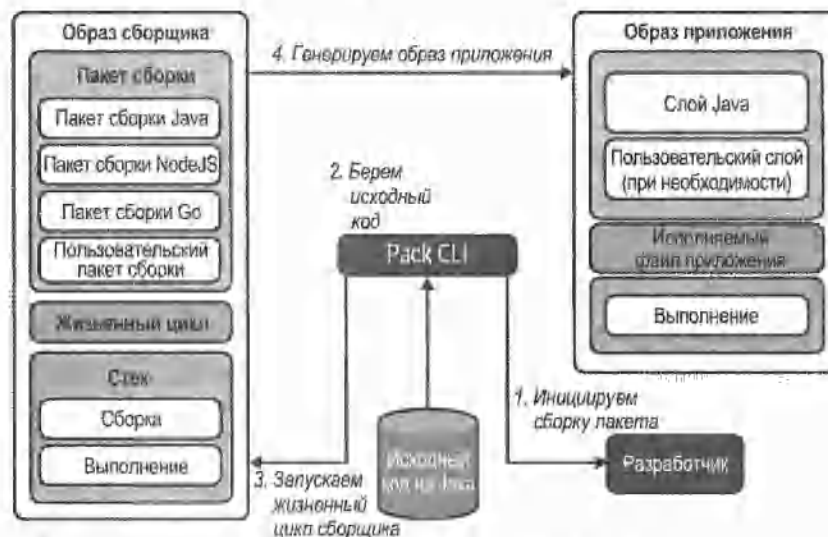 Образ сборщика
Пакет сборки
Пакет сборки Java
Пакет сборки NodeJS
Пакет сборки Go
Пользовательский
пакет сборки
Жизненный цикл
Стек
Сборка
Выполнение
4. Генерируем образ приложения
2. Берем
исходный
код
Pack CLI
Исходный
код на Java
3. Запускаем
жизненный
цикл сборщика
1. Инициируем
сборку пакета
Разработчик
Образ приложения
Слой Java
Пользовательский слой
(при необходимости)
Исполняемый
файл приложения
Выполнение